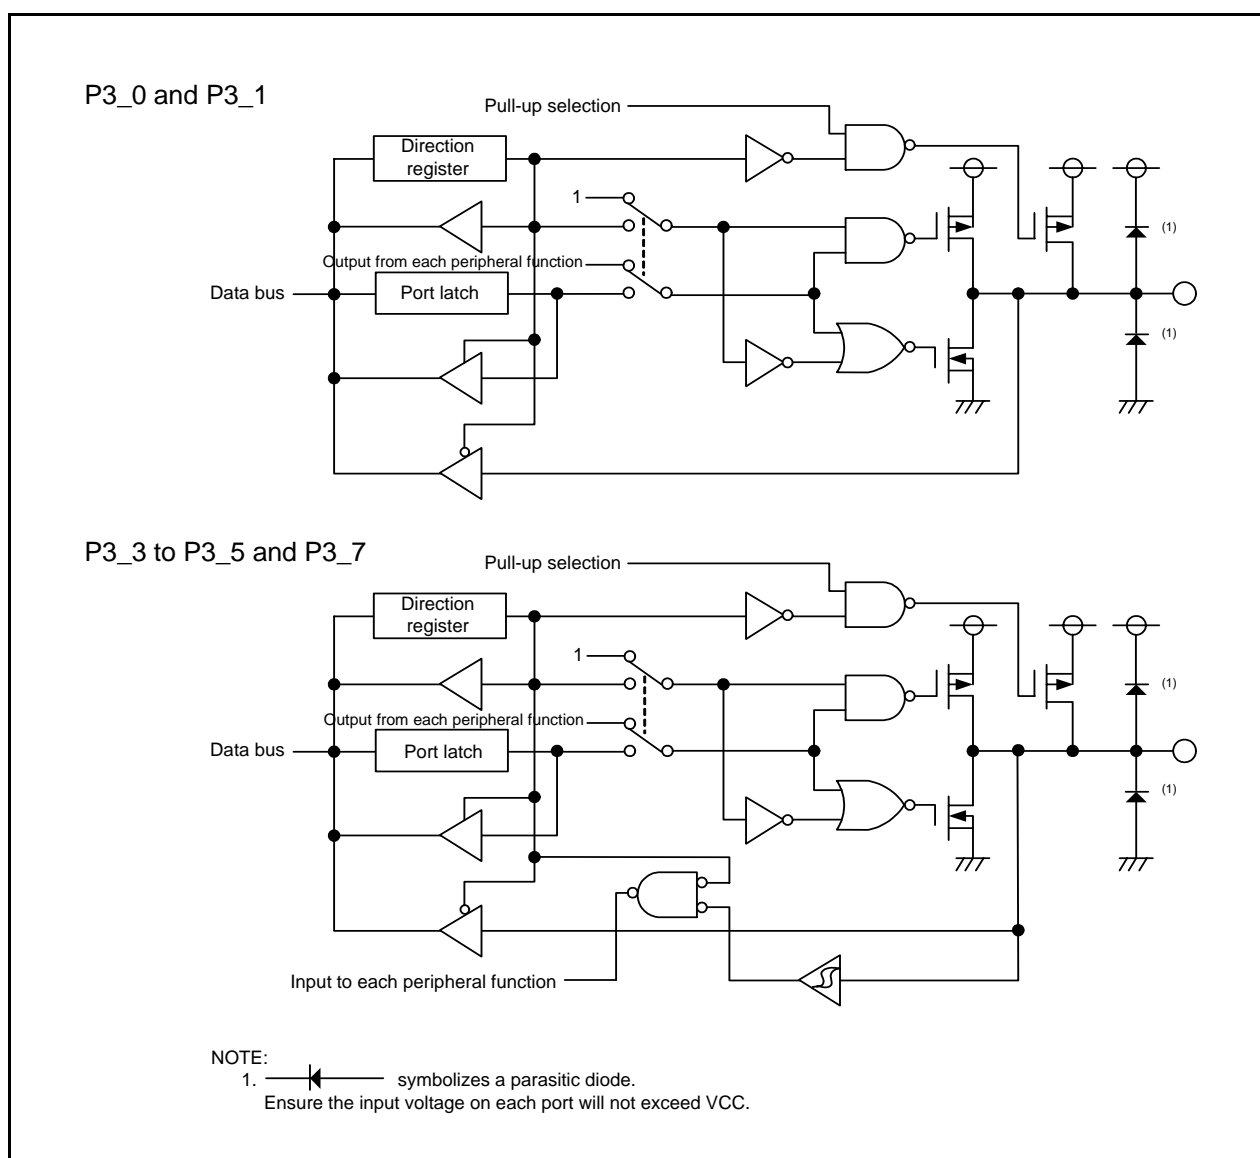 P3_0 and P3_1
Pull-up selection
Direction
register
1
(1)
Output from each peripheral function
Data bus
Port latch
(1)
P3_3 to P3_5 and P3_7
Pull-up selection
Direction
register
1
(1)
Output from each peripheral function
Data bus
Port latch
(1)
Input to each peripheral function
NOTE:
1. symbolizes a parasitic diode.
Ensure the input voltage on each port will not exceed VCC.